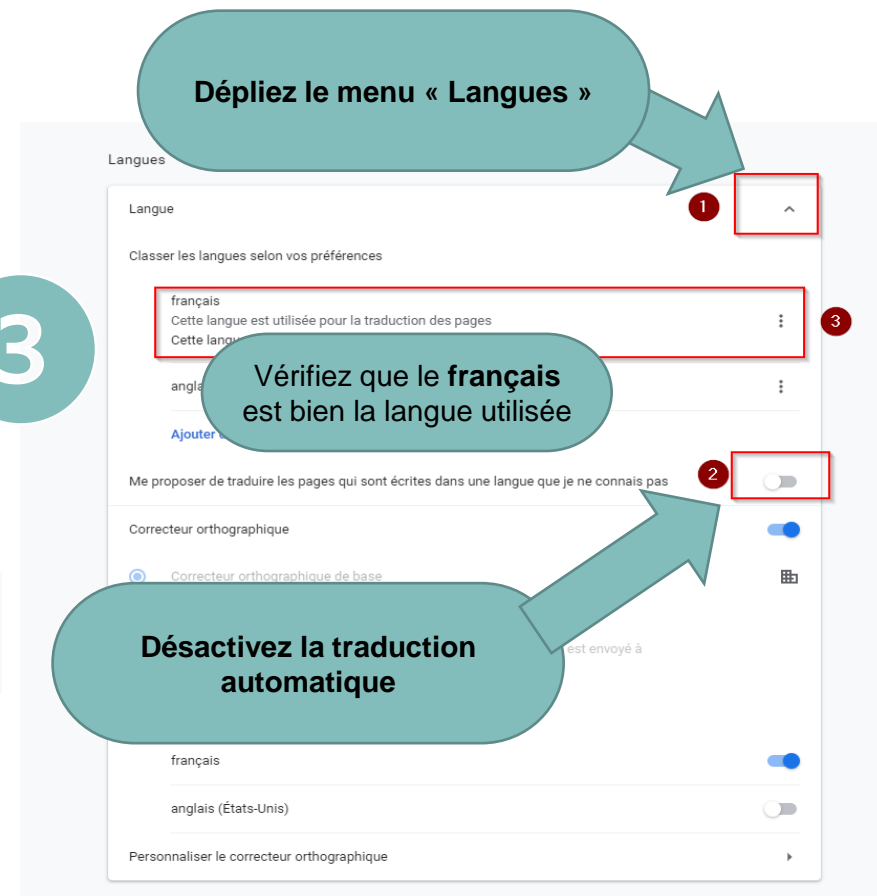 Dépliez le menu « Langues »
Langues
Langue
1
Classer les langues selon vos préférences
français
Cette langue est utilisée pour la traduction des pages
3
Cette
3
Vérifiez que le français
est bien la langue utilisée
Ajouter
Me proposer de traduire les pages qui sont écrites dans une langue que je ne connais pas
2
Correcteur orthographique
Correcteur orthographique de base
Désactivez la traduction
automatique
est envoyé à
français
anglais (États-Unis)
Personnaliser le correcteur orthographique